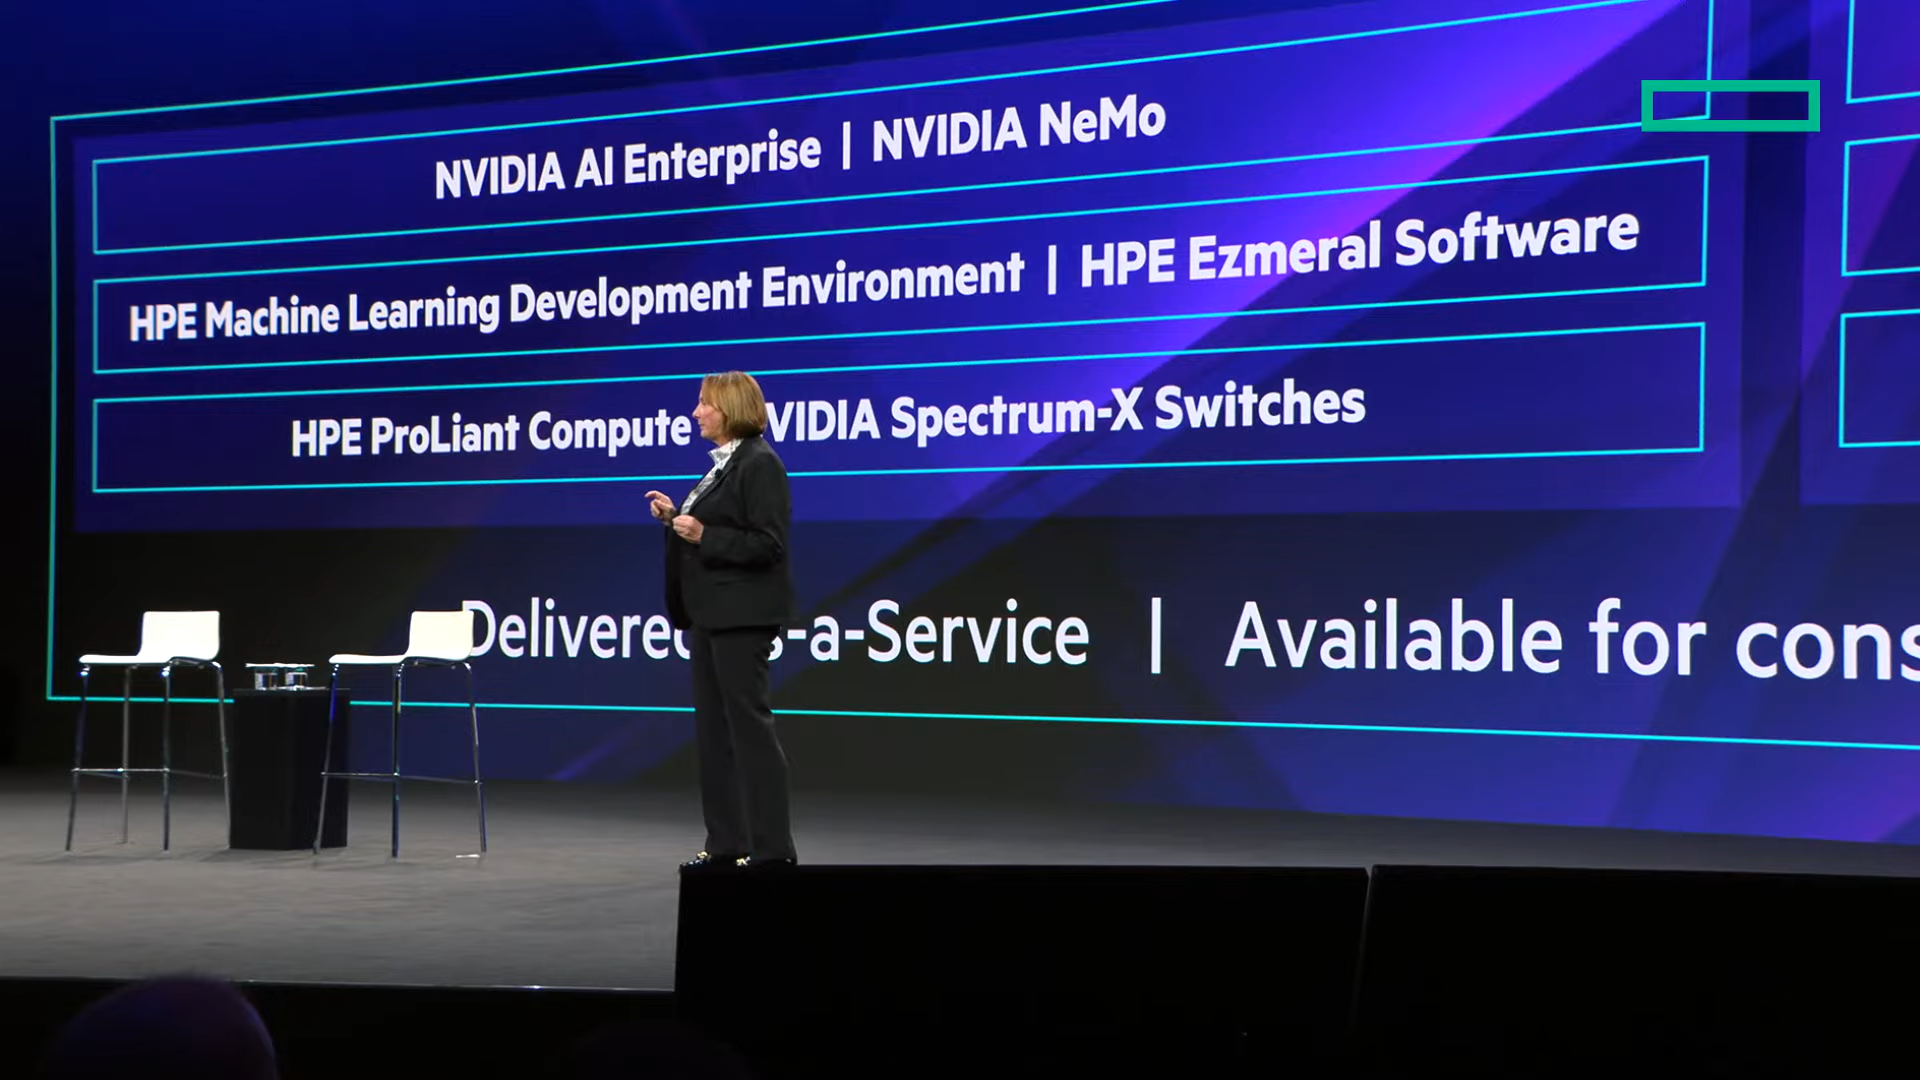 NVIDIA AI Enterprise | NVIDIA NeMo
HPE Machine Learning Development Environment | HPE Ezmeral Software
HPE ProLiant Compute VIDIA Spectrum-X Switches
Delivered s-a-Service | Available for cons